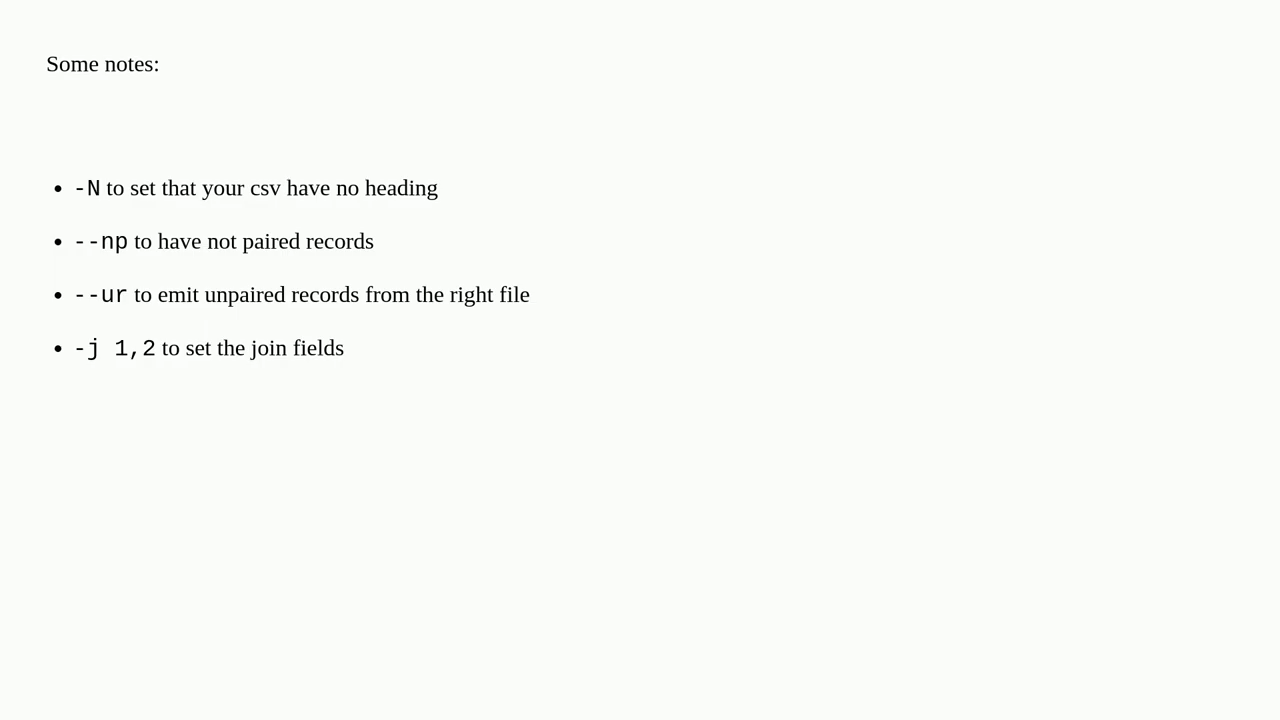 Some notes:
• -N to set that your csv have no heading
• --np to have not paired records
• --ur to emit unpaired records from the right file
• -j 1,2 to set the join fields